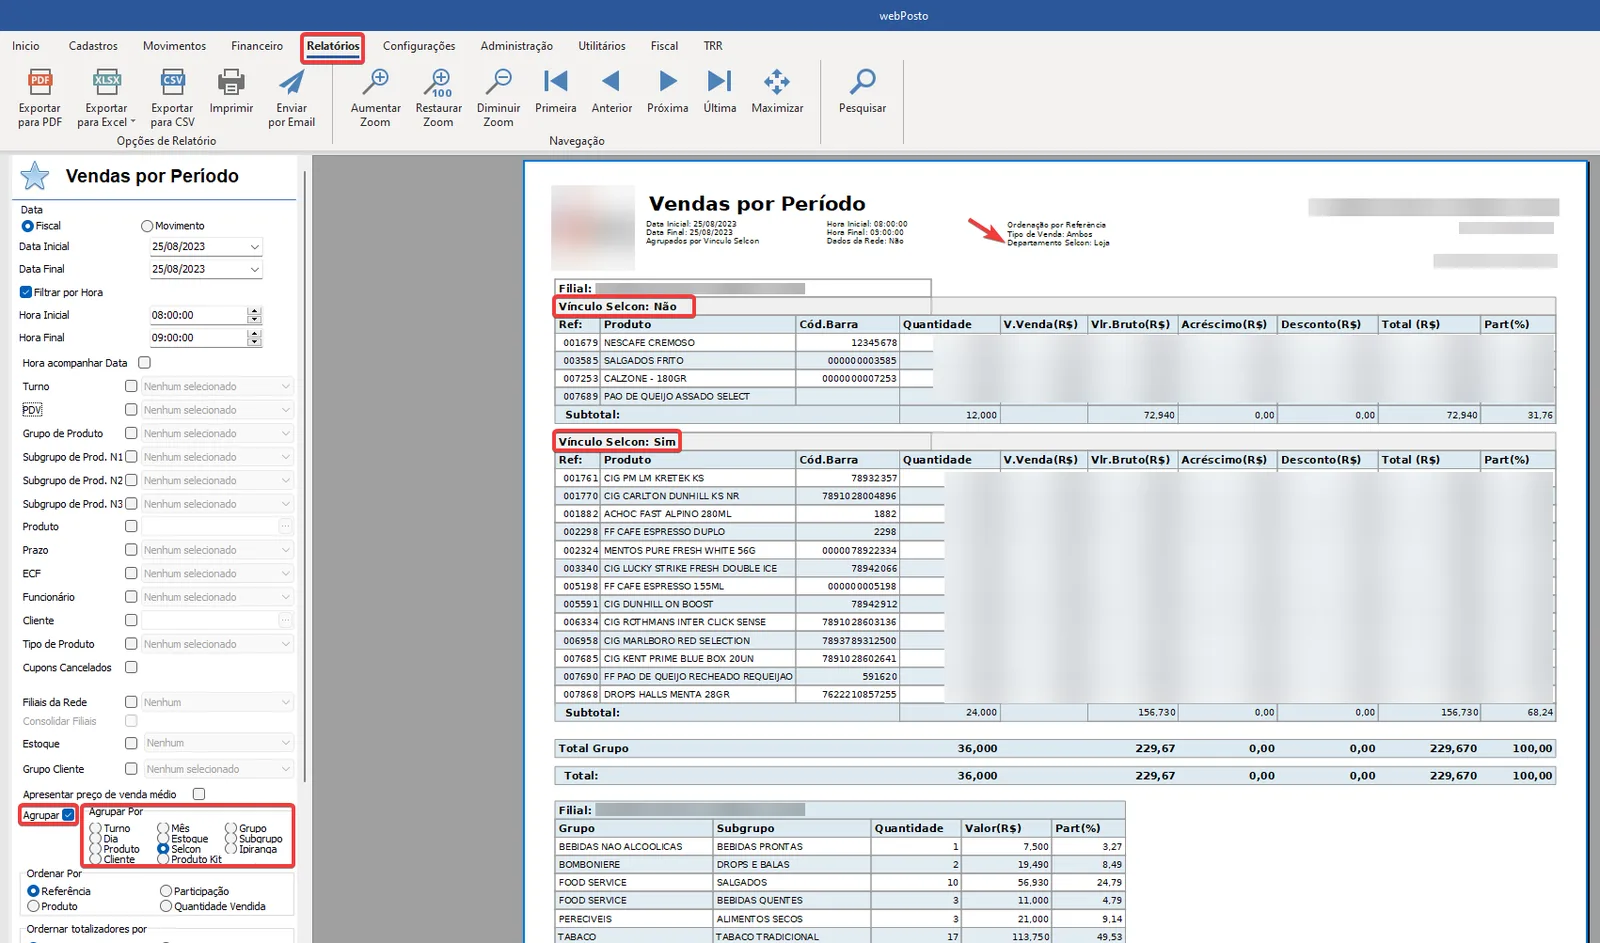 webPosto
Inicio Cadastros Movimentos Financeiro Relatórios Configurações Administração Utilitários Fiscal TRR
PDF XLSX CSV 100
Exportar para PDF
Exportar para Excel
Exportar para CSV
Imprimir
Enviar por Email
Aumentar Zoom
Restaurar Zoom
Diminuir Zoom
Primeira
Anterior
Próxima
Última
Maximizar
Pesquisar
Opções de Relatório
Navegação
Vendas por Período
Data
Fiscal Movimento
Data Inicial 25/08/2023
Data Final 25/08/2023
Filtrar por Hora
Hora Inicial 08:00:00
Hora Final 09:00:00
Hora acompanhar Data
Turno Nenhum selecionado
PDV Nenhum selecionado
Grupo de Produto Nenhum selecionado
Subgrupo de Prod. N1 Nenhum selecionado
Subgrupo de Prod. N2 Nenhum selecionado
Subgrupo de Prod. N3 Nenhum selecionado
Produto ...
Prazo Nenhum selecionado
ECF Nenhum selecionado
Funcionário Nenhum selecionado
Cliente ...
Tipo de Produto Nenhum selecionado
Cupons Cancelados
Filiais da Rede Nenhum
Consolidar Filiais
Estoque Nenhum
Grupo Cliente Nenhum selecionado
Apresentar preço de venda médio
Agrupar
Agrupar Por
Turno Mês Grupo
Dia Estoque Subgrupo
Produto Selcon Ipiranga
Cliente Produto Kit
Ordenar Por
Referência Participação
Produto Quantidade Vendida
Ordernar totalizadores por
Vendas por Período
Data Inicial: 25/08/2023 Hora Inicial: 08:00:00 Ordenação por Referência
Data Final: 25/08/2023 Hora Final: 09:00:00 Tipo de Venda: Ambos
Agrupados por Vinculo Selcon Dados da Rede: Não Departamento Selcon: Loja
Filial:
Vínculo Selcon: Não
Ref: Produto Cód.Barra Quantidade V.Venda(R$) Vlr.Bruto(R$) Acréscimo(R$) Desconto(R$) Total (R$) Part(%)
001679 NESCAFE CREMOSO 12345678
003585 SALGADOS FRITO 000000003585
007253 CALZONE - 180GR 0000000007253
007689 PAO DE QUEIJO ASSADO SELECT
Subtotal: 12,000 72,940 0,00 0,00 72,940 31,76
Vínculo Selcon: Sim
Ref: Produto Cód.Barra Quantidade V.Venda(R$) Vlr.Bruto(R$) Acréscimo(R$) Desconto(R$) Total (R$) Part(%)
001761 CIG PM LM KRETEK KS 78932357
001770 CIG CARLTON DUNHILL KS NR 7891028004896
001882 ACHOC FAST ALPINO 280ML 1882
002298 FF CAFE ESPRESSO DUPLO 2298
002324 MENTOS PURE FRESH WHITE 56G 0000078922334
003340 CIG LUCKY STRIKE FRESH DOUBLE ICE 78942066
005198 FF CAFE ESPRESSO 155ML 000000005198
005591 CIG DUNHILL ON BOOST 78942912
006334 CIG ROTHMANS INTER CLICK SENSE 7891028603136
006958 CIG MARLBORO RED SELECTION 7893789312500
007685 CIG KENT PRIME BLUE BOX 20UN 7891028602641
007690 FF PAO DE QUEIJO RECHEADO REQUEIJAO 591620
007868 DROPS HALLS MENTA 28GR 7622210857255
Subtotal: 24,000 156,730 0,00 0,00 156,730 68,24
Total Grupo 36,000 229,67 0,00 0,00 229,670 100,00
Total: 36,000 229,67 0,00 0,00 229,670 100,00
Filial:
Grupo Subgrupo Quantidade Valor(R$) Part(%)
BEBIDAS NAO ALCOOLICAS BEBIDAS PRONTAS 1 7,500 3,27
BOMBONIERE DROPS E BALAS 2 19,490 8,49
FOOD SERVICE SALGADOS 10 56,930 24,79
FOOD SERVICE BEBIDAS QUENTES 3 11,000 4,79
PERECIVEIS ALIMENTOS SECOS 3 21,000 9,14
TABACO TABACO TRADICIONAL 17 113,750 49,53